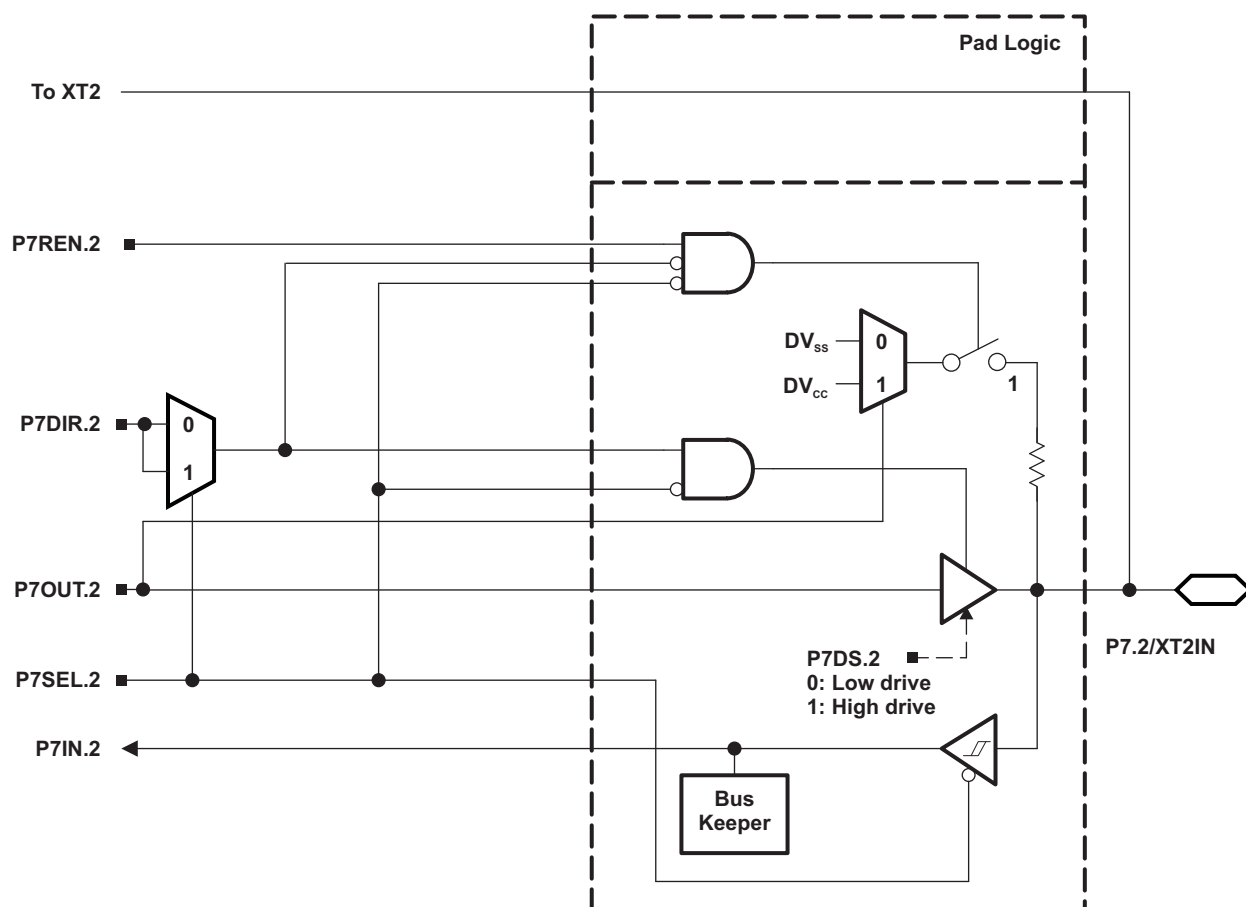 Pad Logic
To XT2
P7REN.2
DVSS
0
DVCC
1
1
P7DIR.2
0
1
P7OUT.2
P7.2/XT2IN
P7SEL.2
P7DS.2
0: Low drive
1: High drive
P7IN.2
Bus
Keeper